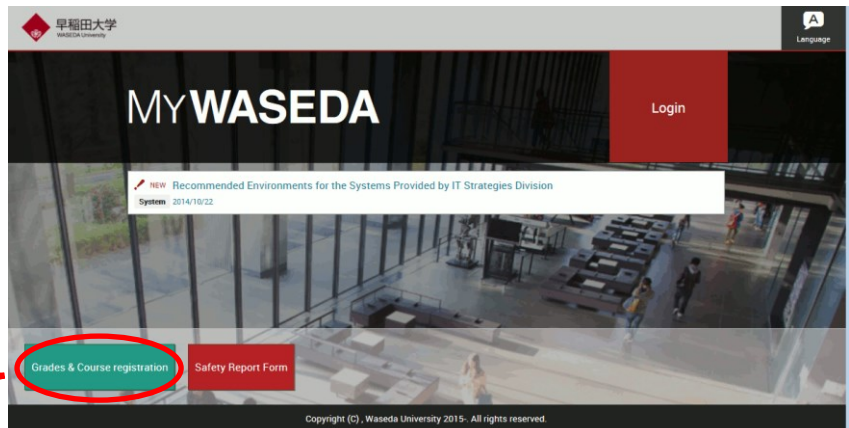 早稲田大学
WASEDA University
A
Language
MYWASEDA
Login
NEW Recommended Environments for the Systems Provided by IT Strategies Division
System 2014/10/22
Grades & Course registration
Safety Report Form
Copyright (C) , Waseda University 2015-. All rights reserved.